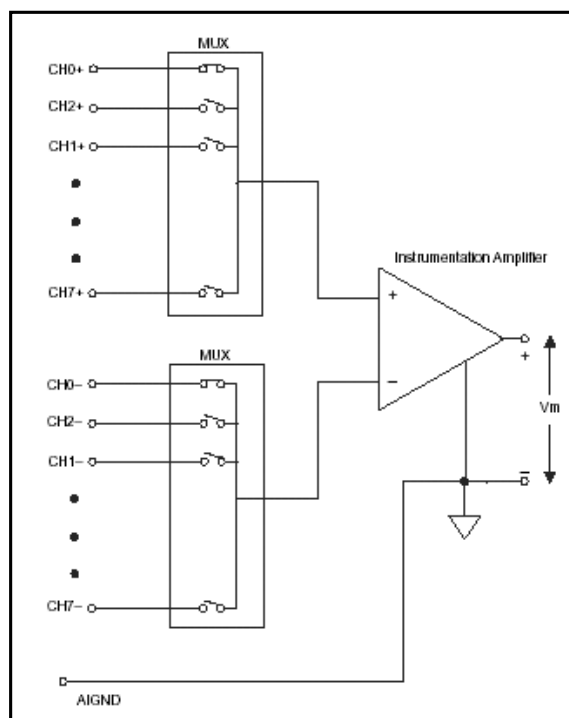 MUX
CH0+
CH2+
CH1+
CH7+
Instrumentation Amplifier
+
−
+
Vm
−
MUX
CH0−
CH2−
CH1−
CH7−
AIGND